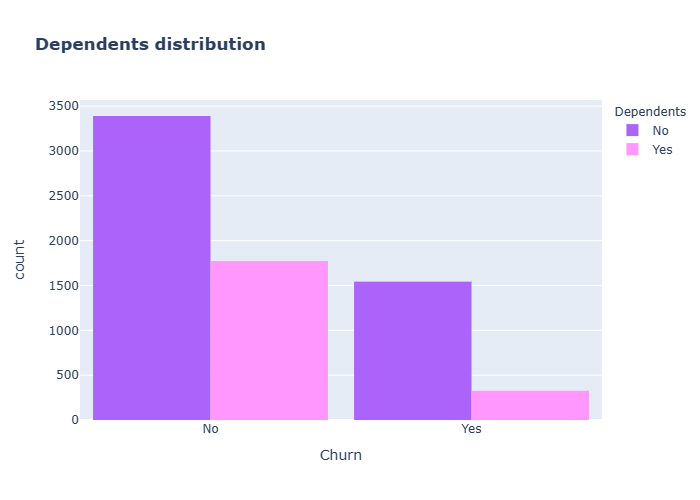 Dependents distribution
Dependents
No
Yes
3500
3000
2500
2000
1500
1000
500
0
count
No
Yes
Churn